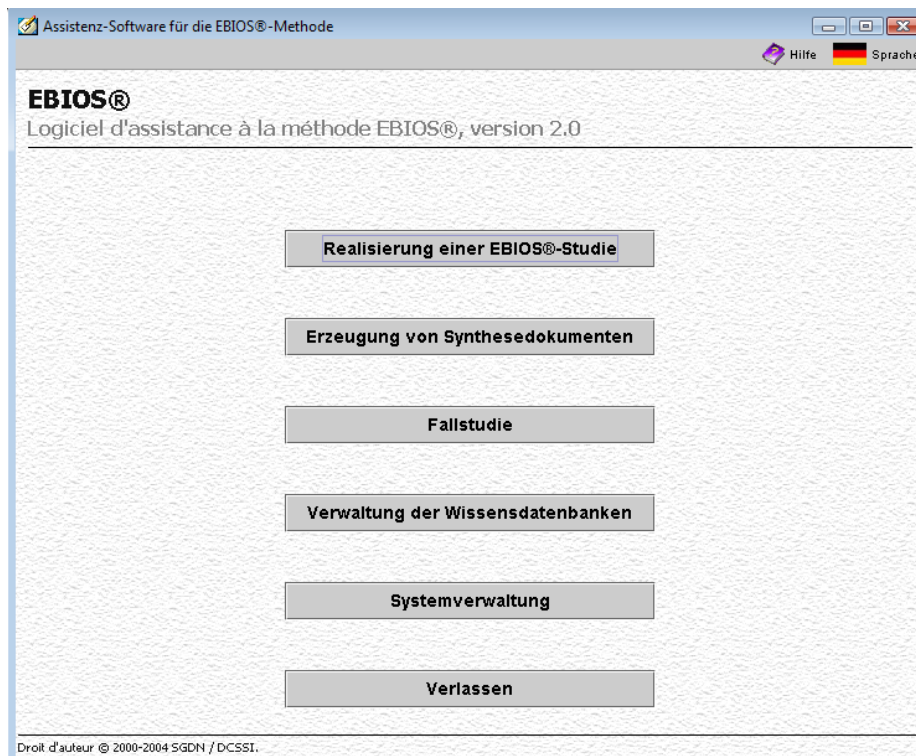 Assistenz-Software für die EBIOS®-Methode
Hilfe Sprache
EBIOS®
Logiciel d'assistance à la méthode EBIOS®, version 2.0
Realisierung einer EBIOS®-Studie
Erzeugung von Synthesedokumenten
Fallstudie
Verwaltung der Wissensdatenbanken
Systemverwaltung
Verlassen
Droit d'auteur © 2000-2004 SGDN / DCSSI.